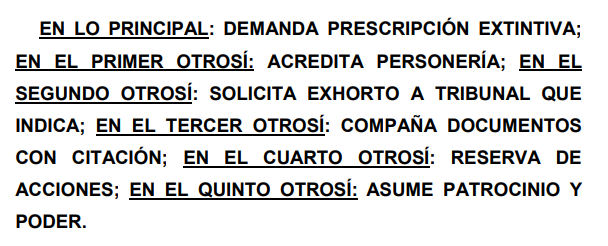 EN LO PRINCIPAL: DEMANDA PRESCRIPCIÓN EXTINTIVA;
EN EL PRIMER OTROSÍ: ACREDITA PERSONERÍA; EN EL
SEGUNDO OTROSÍ: SOLICITA EXHORTO A TRIBUNAL QUE
INDICA; EN EL TERCER OTROSÍ: COMPAÑA DOCUMENTOS
CON CITACIÓN; EN EL CUARTO OTROSÍ: RESERVA DE
ACCIONES; EN EL QUINTO OTROSÍ: ASUME PATROCINIO Y
PODER.